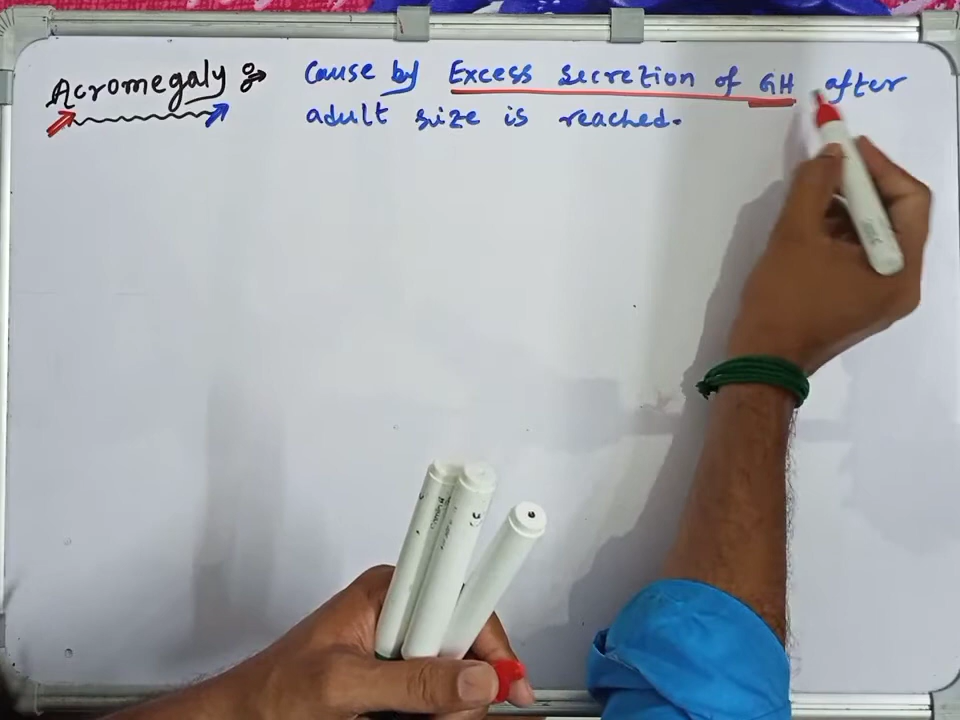 Acromegaly :→ Cause by Excess Secretion of GH after
adult size is reached.